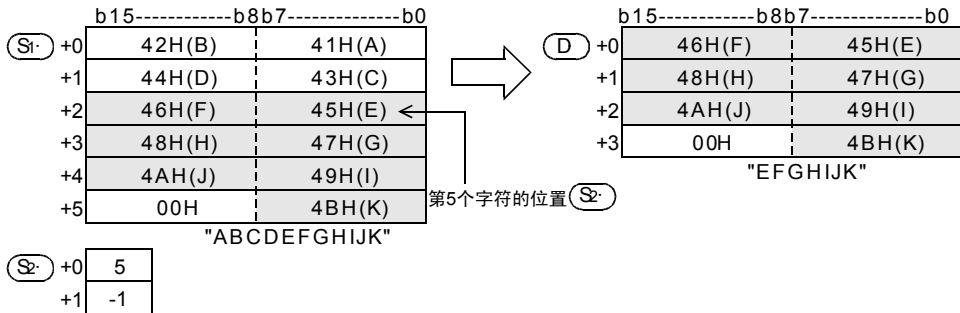 b15------------b8b7--------------b0 b15------------b8b7--------------b0
S1· +0 42H(B) 41H(A) D +0 46H(F) 45H(E)
+1 44H(D) 43H(C) +1 48H(H) 47H(G)
+2 46H(F) 45H(E) +2 4AH(J) 49H(I)
+3 48H(H) 47H(G) +3 00H 4BH(K)
+4 4AH(J) 49H(I) "EFGHIJK"
+5 00H 4BH(K) 第5个字符的位置 S2·
"ABCDEFGHIJK"
S2· +0 5
+1 -1